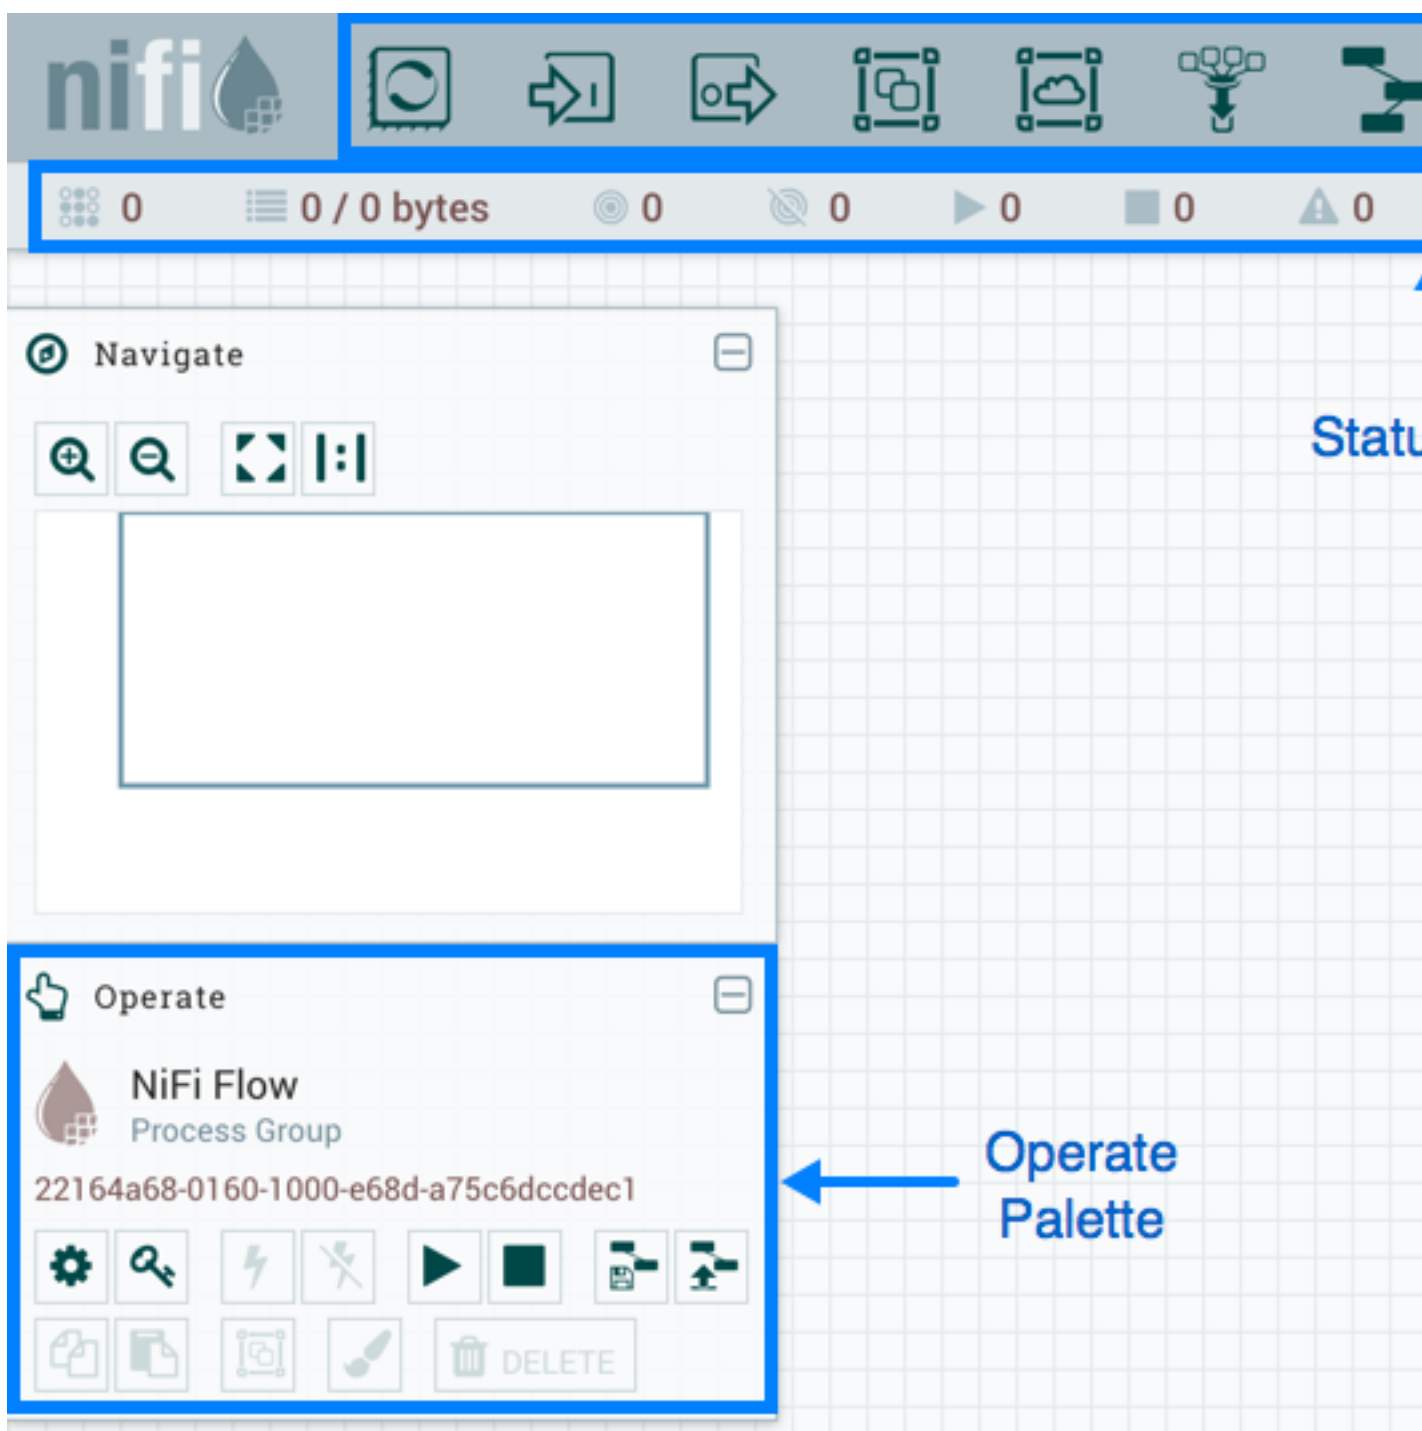 nifi
0 0 / 0 bytes 0 0 0 0 0
Navigate
Statu
Operate
NiFi Flow
Process Group
22164a68-0160-1000-e68d-a75c6dccdec1
DELETE
Operate
Palette